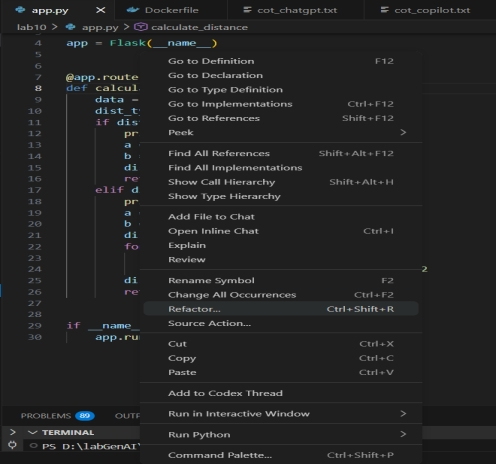 app.py × Dockerfile cot_chatgpt.txt cot_copilot.txt
lab10 > app.py > calculate_distance
4 app = Flask(__name__)
5
6
7 @app.route
8 def calcul
9 data =
10 dist_ty
11 if dis
12 pr
13 a
14 b
15 di
16 re
17 elif d
18 pr
19 a
20 b
21 di
22 fo
23
24 2
25 di
26 re
27
28
29 if __name_
30 app.ru
Go to Definition F12
Go to Declaration
Go to Type Definition
Go to Implementations Ctrl+F12
Go to References Shift+F12
Peek >
Find All References Shift+Alt+F12
Find All Implementations
Show Call Hierarchy Shift+Alt+H
Show Type Hierarchy
Add File to Chat
Open Inline Chat Ctrl+I
Explain
Review
Rename Symbol F2
Change All Occurrences Ctrl+F2
Refactor... Ctrl+Shift+R
Source Action...
Cut Ctrl+X
Copy Ctrl+C
Paste Ctrl+V
Add to Codex Thread
Run in Interactive Window >
Run Python >
Command Palette... Ctrl+Shift+P
PROBLEMS 89 OUTP
TERMINAL
PS D:\labGenAI\